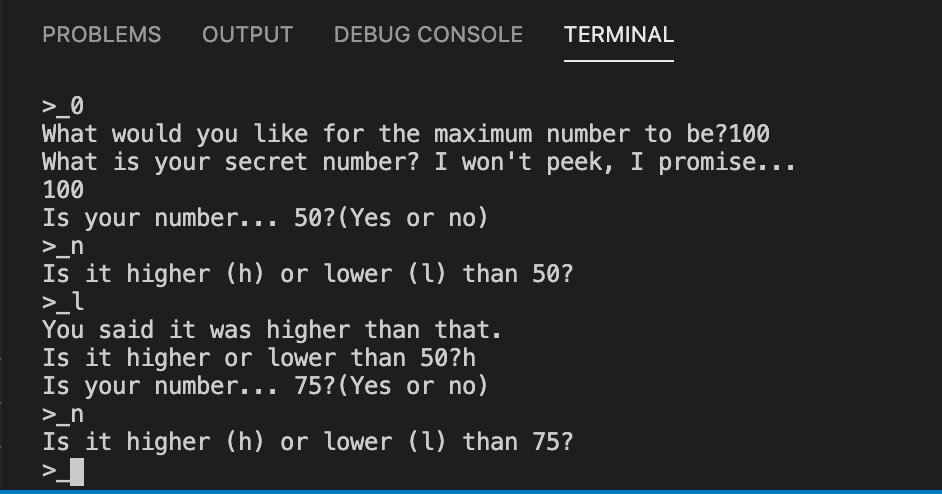 PROBLEMS OUTPUT DEBUG CONSOLE TERMINAL
>_0
What would you like for the maximum number to be?100
What is your secret number? I won't peek, I promise...
100
Is your number... 50?(Yes or no)
>_n
Is it higher (h) or lower (l) than 50?
>_l
You said it was higher than that.
Is it higher or lower than 50?h
Is your number... 75?(Yes or no)
>_n
Is it higher (h) or lower (l) than 75?
>_